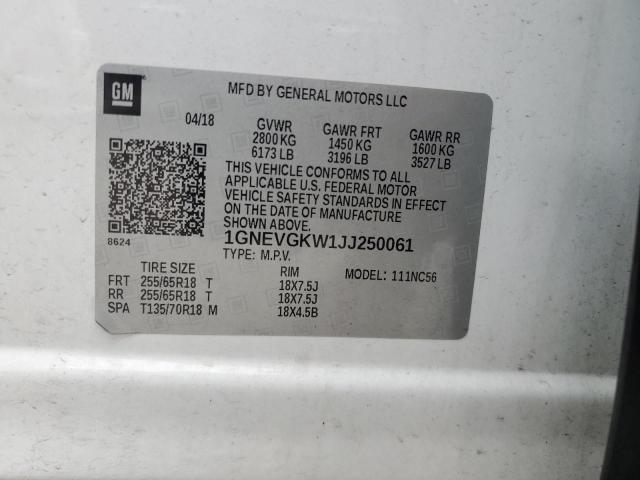 GM
MFD BY GENERAL MOTORS LLC
04/18 GVWR GAWR FRT GAWR RR
2800 KG 1450 KG 1600 KG
6173 LB 3196 LB 3527 LB
THIS VEHICLE CONFORMS TO ALL
APPLICABLE U.S. FEDERAL MOTOR
VEHICLE SAFETY STANDARDS IN EFFECT
ON THE DATE OF MANUFACTURE
SHOWN ABOVE.
8624
1GNEVGKW1JJ250061
TYPE: M.P.V. MODEL: 111NC56
TIRE SIZE RIM
FRT 255/65R18 T 18X7.5J
RR 255/65R18 T 18X7.5J
SPA T135/70R18 M 18X4.5B